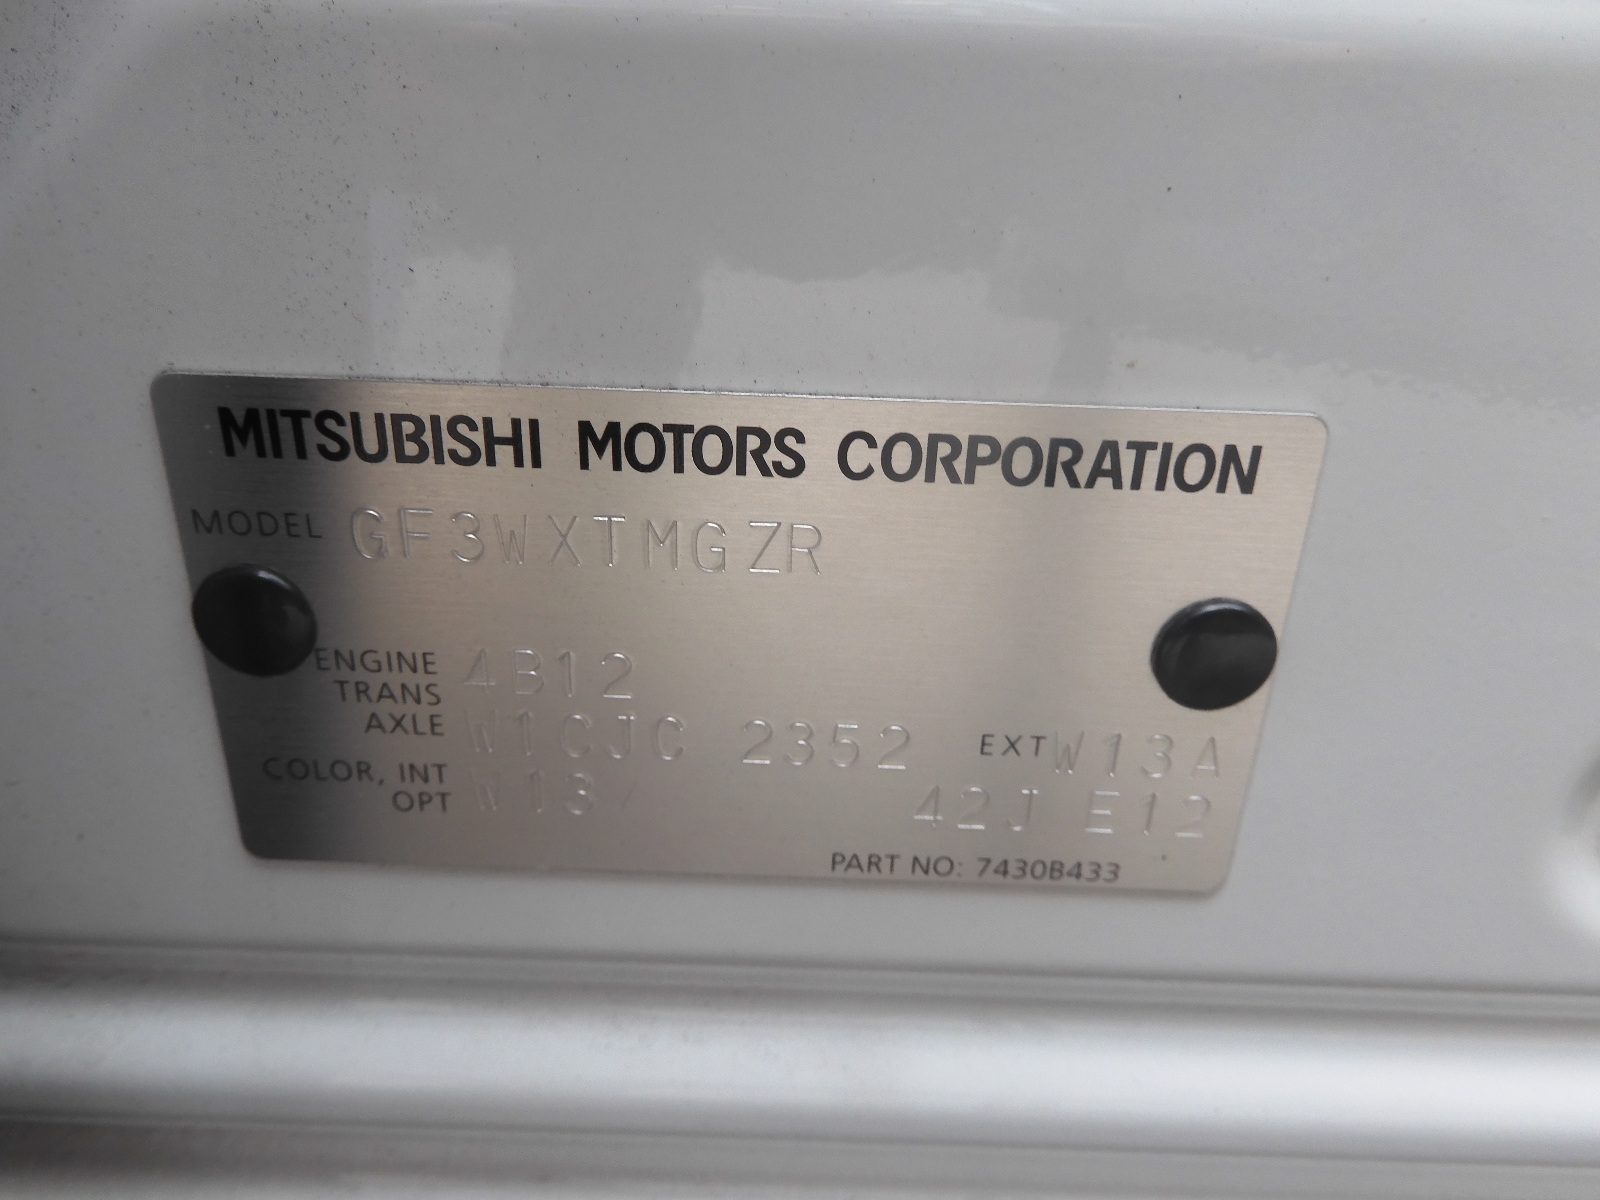 MITSUBISHI MOTORS CORPORATION
MODEL GF3WXTMGZR
ENGINE 4B12
TRANS
AXLE W1CJC 2352 EXT W13A
COLOR, INT W13/ 42J E12
OPT
PART NO: 7430B433